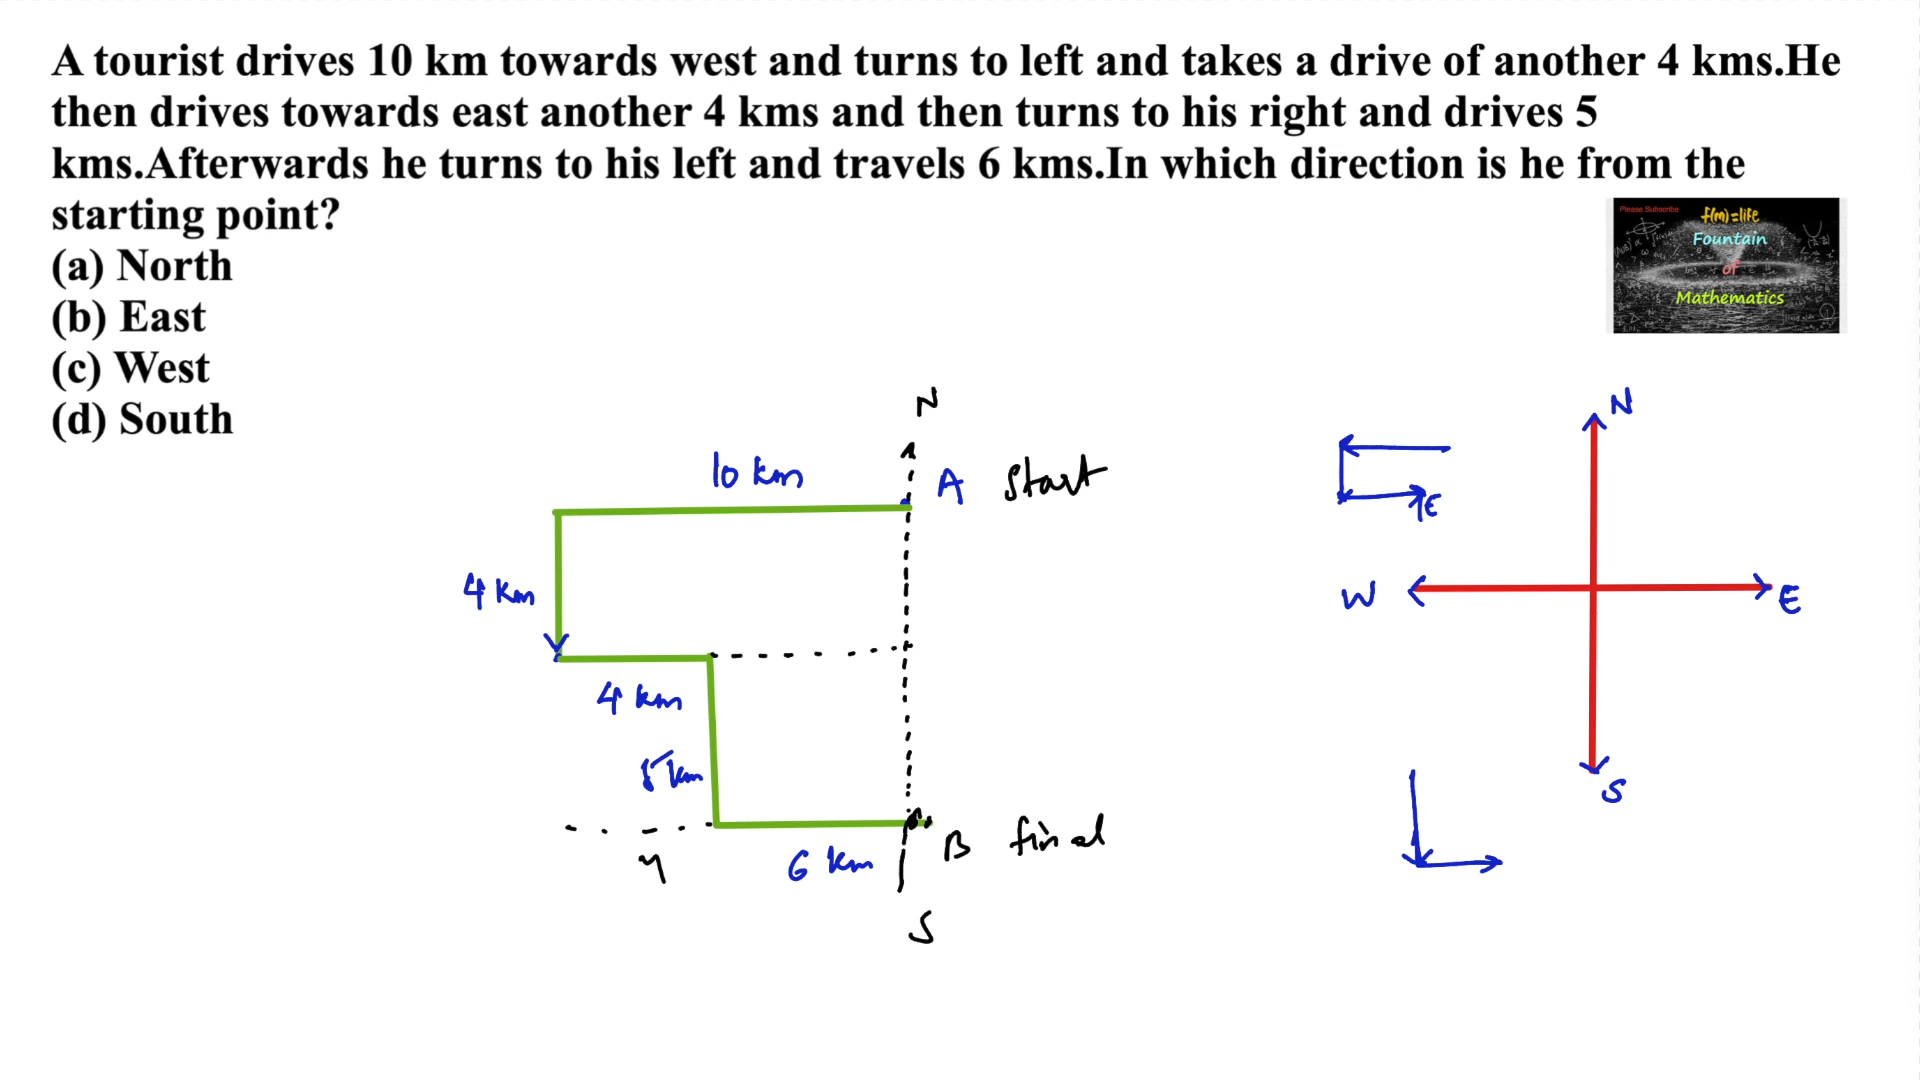 A tourist drives 10 km towards west and turns to left and takes a drive of another 4 kms.He
then drives towards east another 4 kms and then turns to his right and drives 5
kms.Afterwards he turns to his left and travels 6 kms.In which direction is he from the
starting point?
(a) North
(b) East
(c) West
(d) South
Please Subscribe
f(m)=life
Fountain
of
Mathematics
N
10 km
A Start
4 km
4 km
5 km
4
6 km
B final
S
E
N
W
E
S